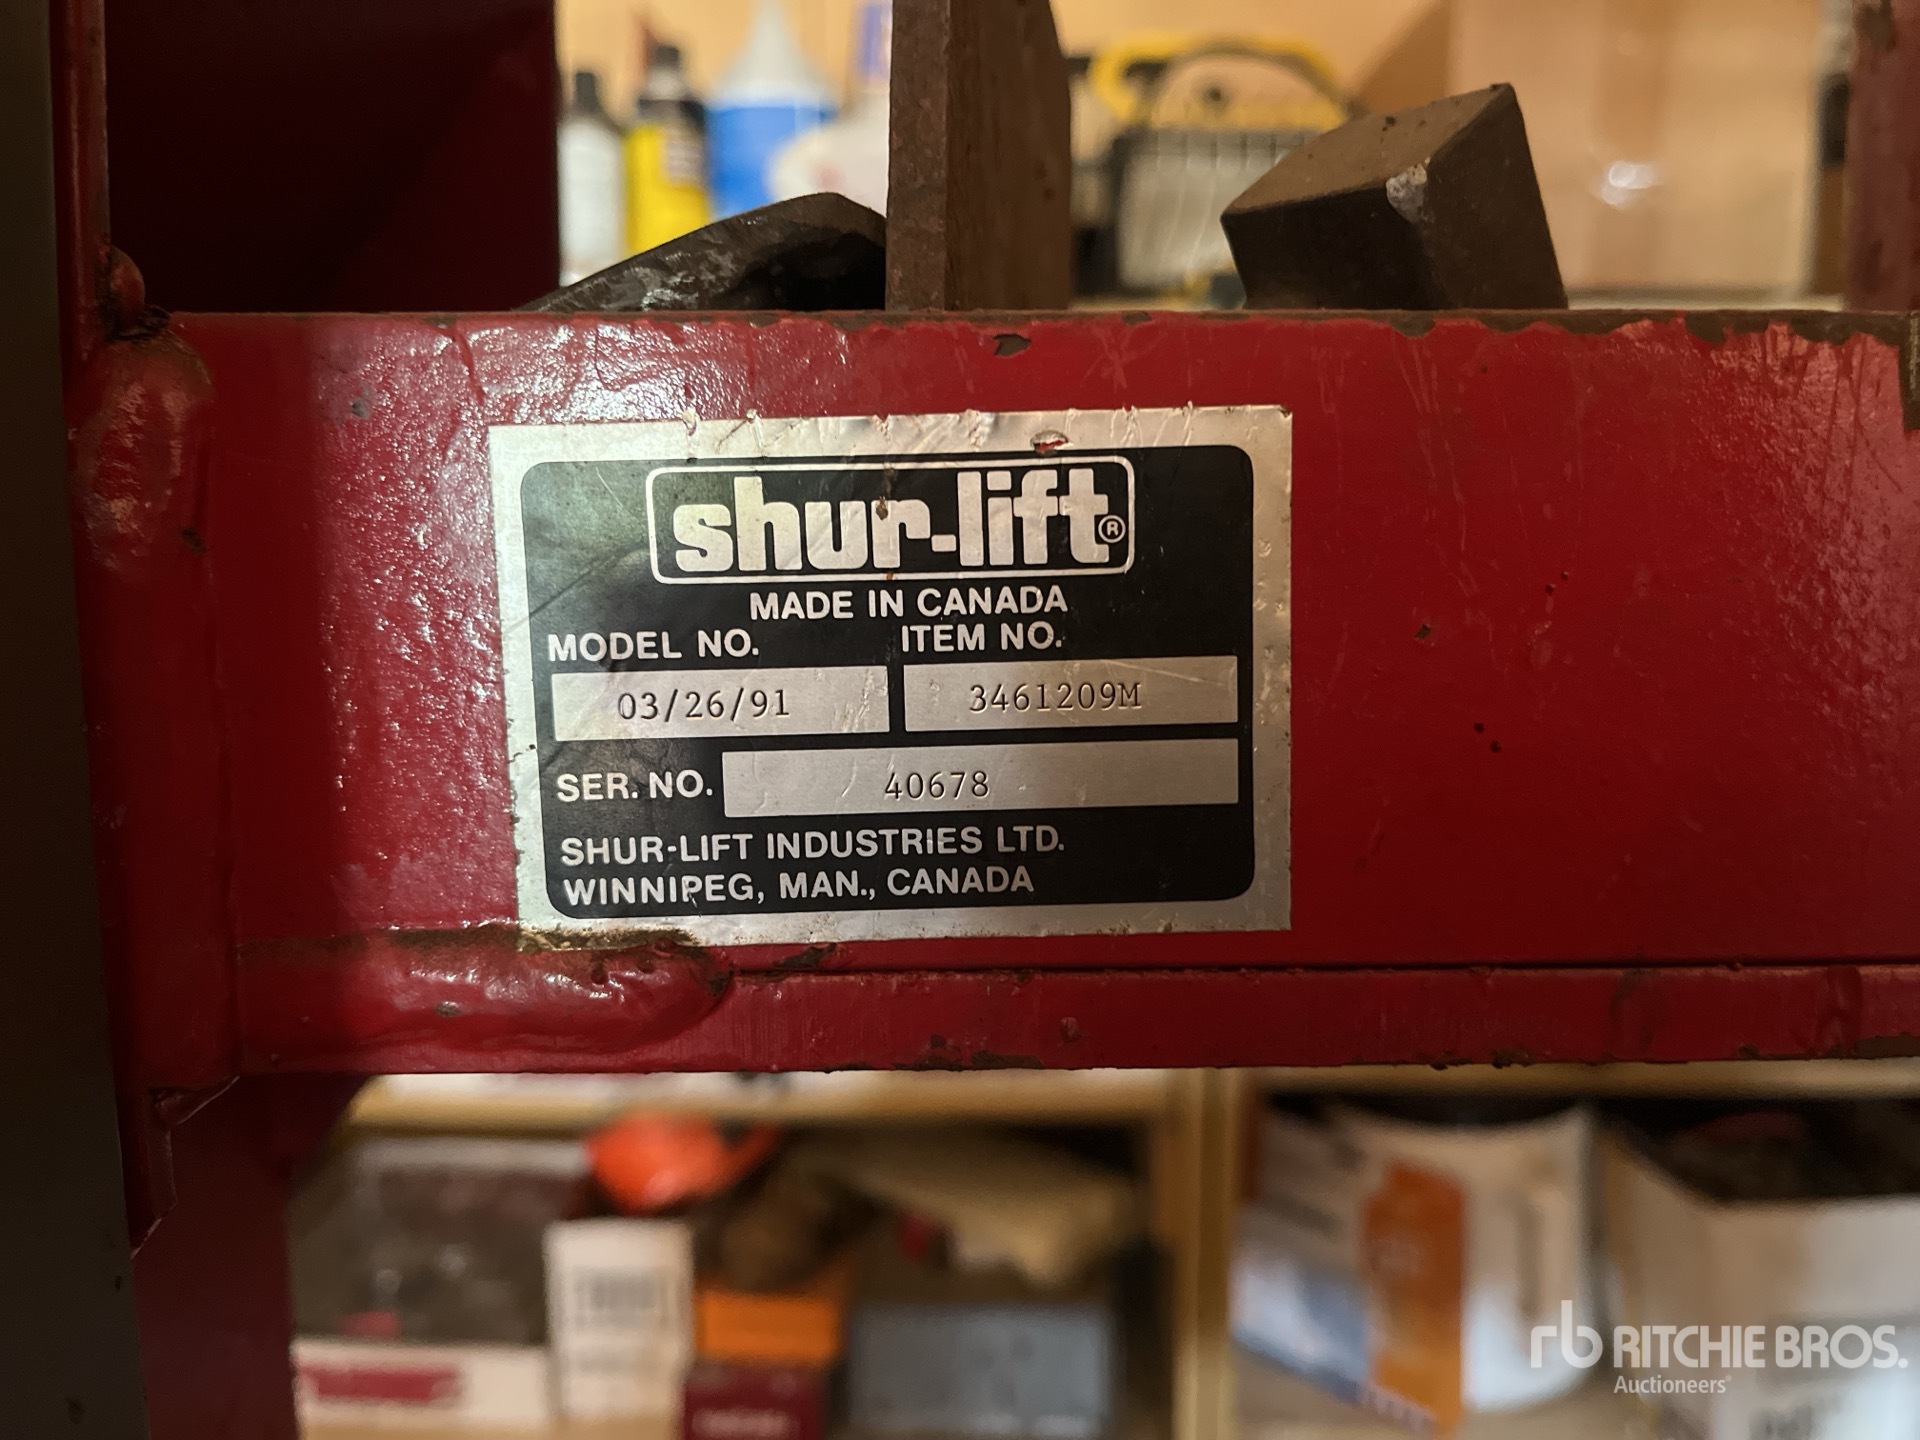 shur-lift®
MADE IN CANADA
MODEL NO. ITEM NO.
03/26/91 3461209M
SER. NO. 40678
SHUR-LIFT INDUSTRIES LTD.
WINNIPEG, MAN., CANADA
rb RITCHIE BROS.
Auctioneers